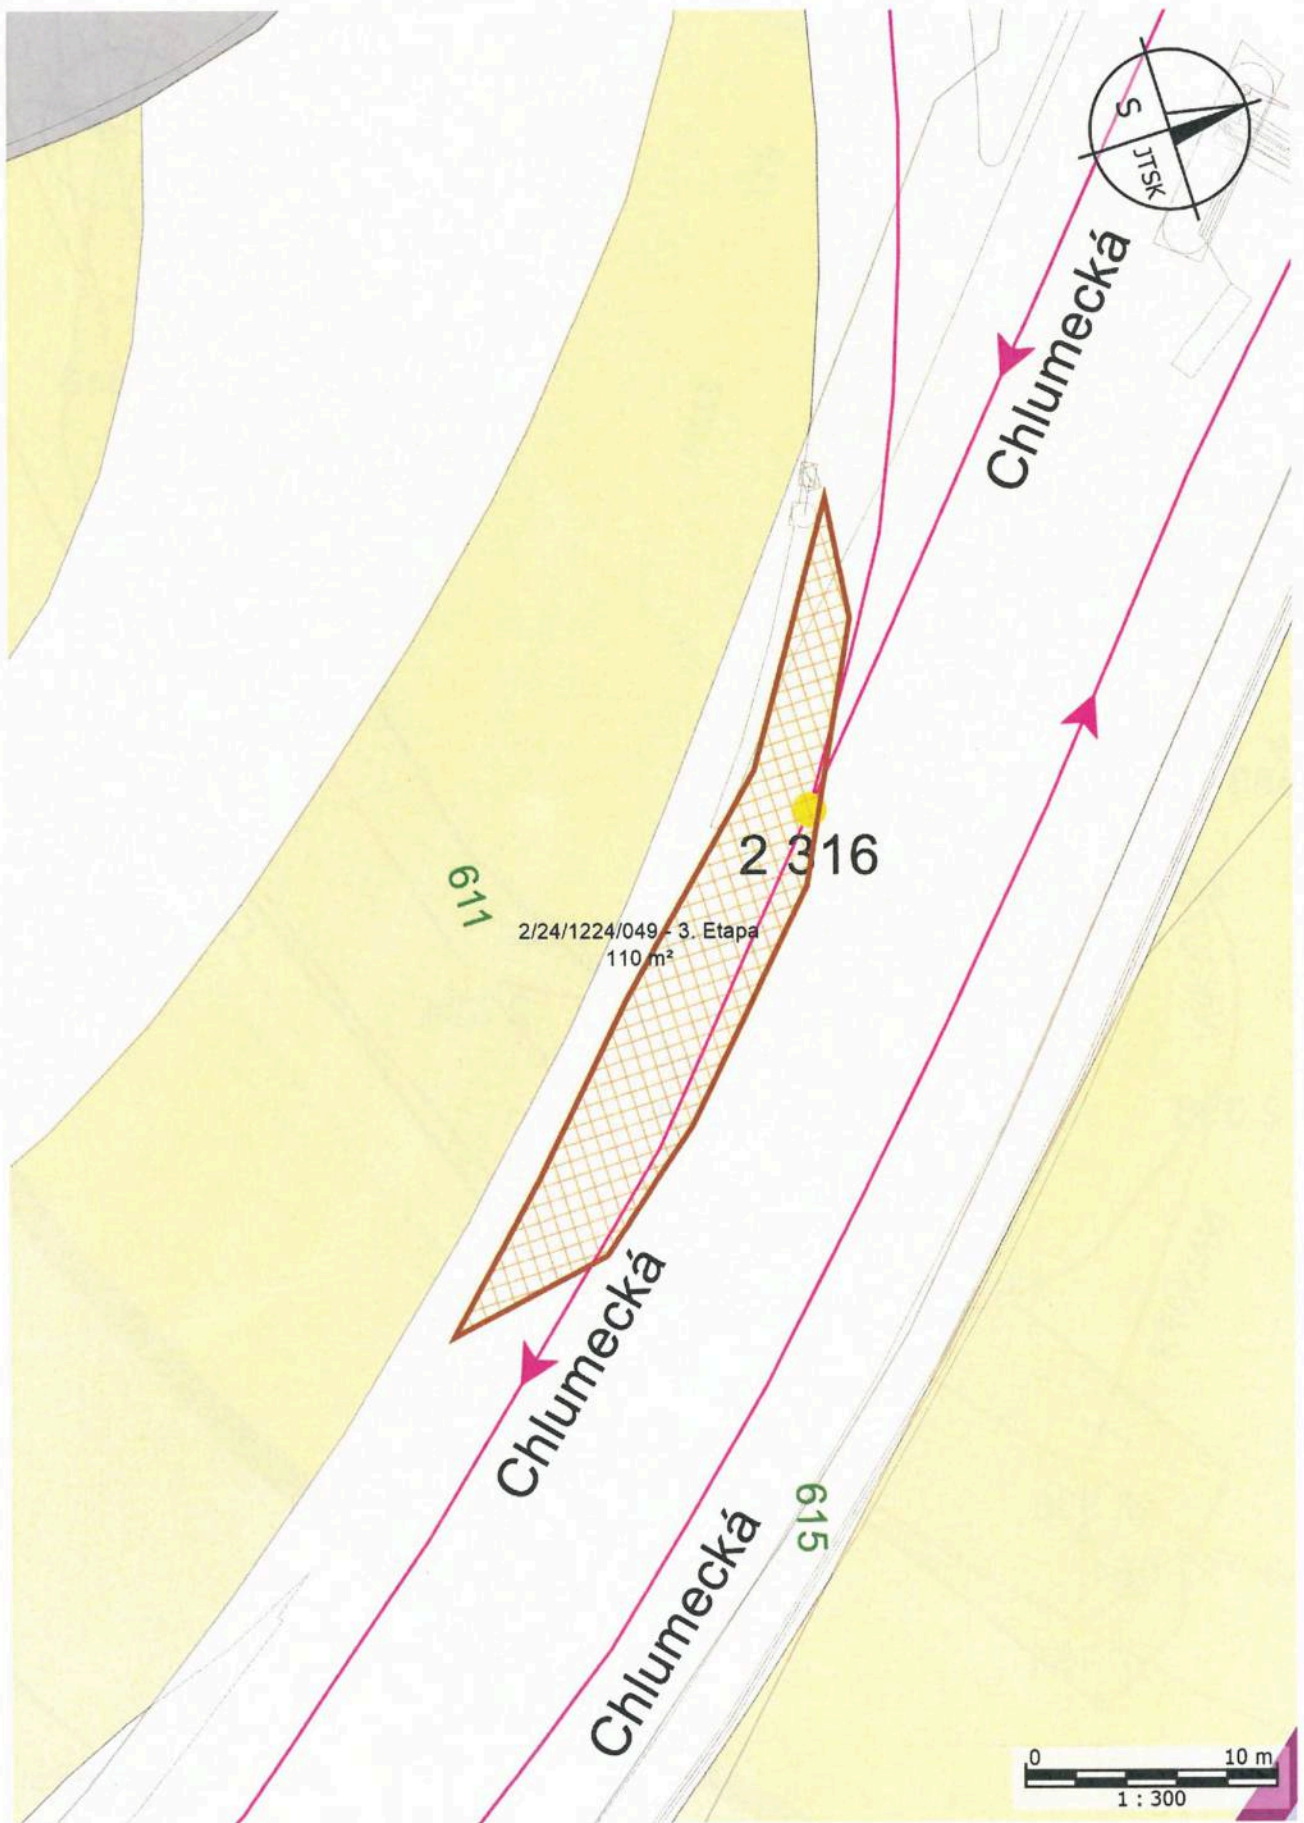 S
JTSK
Chlumecká
2 316
611
2/24/1224/049 - 3. Etapa
110 m²
Chlumecká
615
Chlumecká
0 10 m
1 : 300